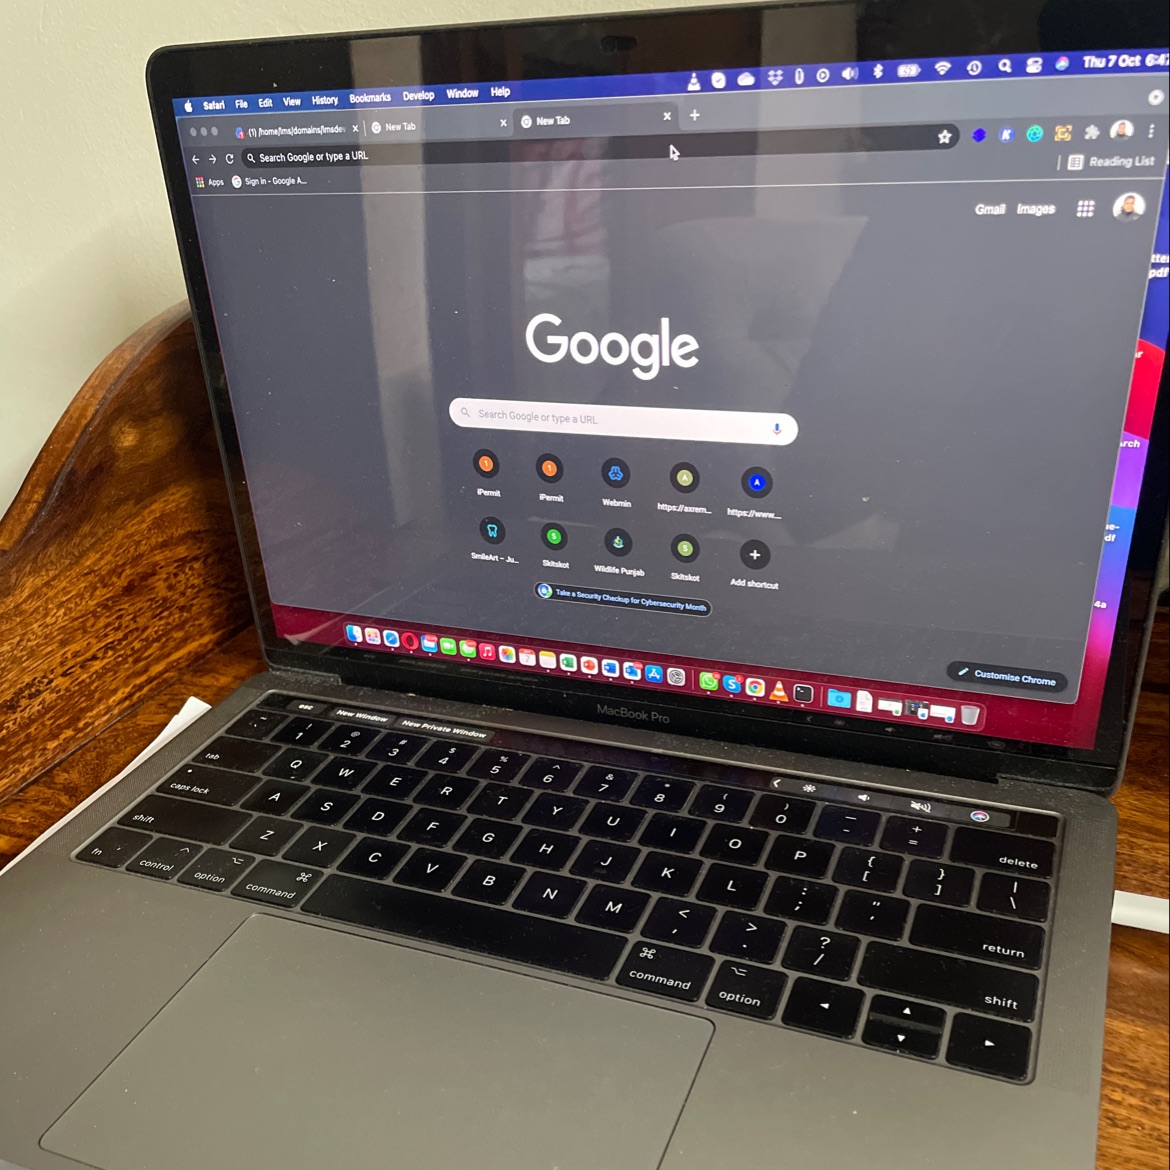 Safari File Edit View History Bookmarks Develop Window Help Thu 7 Oct 6:4
(1) /home/lms/domains/lmsdev New Tab New Tab
Search Google or type a URL
Apps Sign in - Google A... Reading List
Gmail Images
Google
Search Google or type a URL
iPermit iPermit Webmin https://axrem... https://www....
SmileArt – Ju... Skitskot Wildlife Punjab Skitskot Add shortcut
Take a Security Checkup for Cybersecurity Month
Customise Chrome
pdf
df
4a
MacBook Pro
esc New Window New Private Window
~ ! 1 @ 2 # 3 $ 4 % 5 ^ 6 & 7 * 8 ( 9 ) 0 _ - + = delete
tab Q W E R T Y U I O P { [ } ] | \
caps lock A S D F G H J K L : ; " ' return
shift Z X C V B N M < , > . ? / shift
fn control option command command option